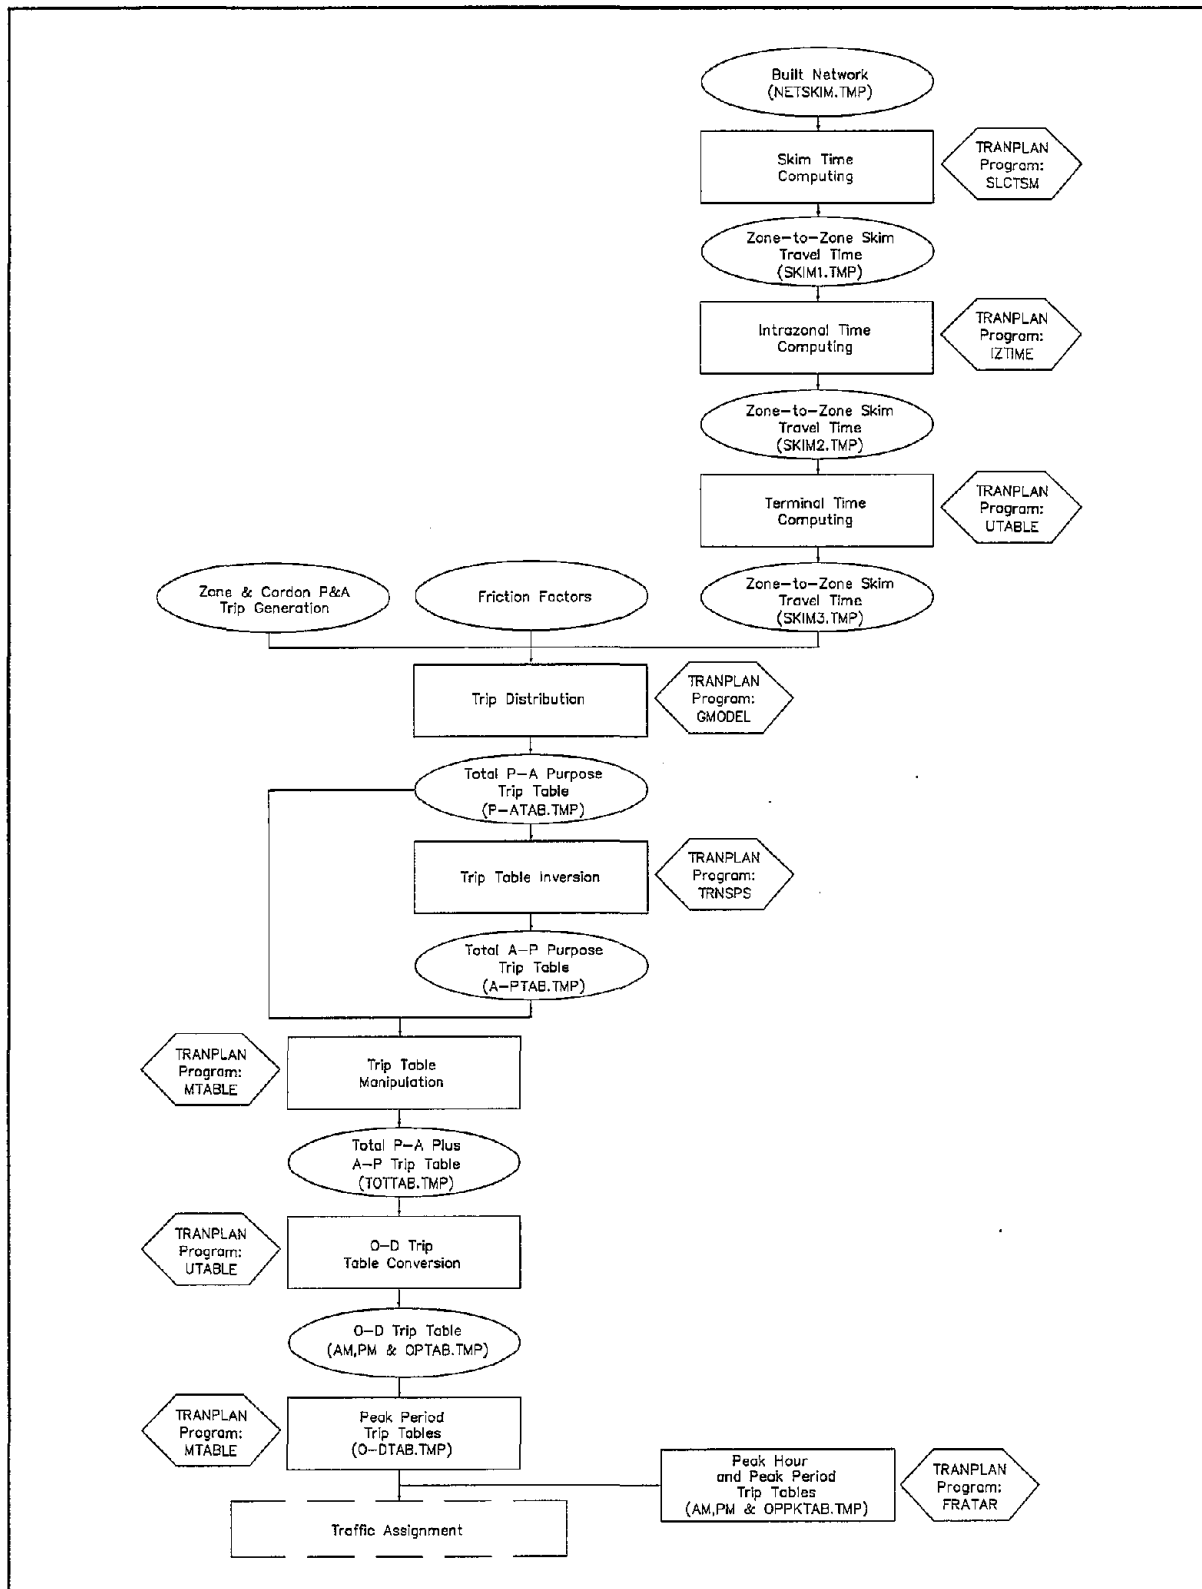 Built Network
(NETSKIM.TMP)
Skim Time
Computing
TRANPLAN
Program:
SLCTSM
Zone-to-Zone Skim
Travel Time
(SKIM1.TMP)
Intrazonal Time
Computing
TRANPLAN
Program:
IZTIME
Zone-to-Zone Skim
Travel Time
(SKIM2.TMP)
Terminal Time
Computing
TRANPLAN
Program:
UTABLE
Zone & Cordon P&A
Trip Generation
Friction Factors
Zone-to-Zone Skim
Travel Time
(SKIM3.TMP)
Trip Distribution
TRANPLAN
Program:
GMODEL
Total P-A Purpose
Trip Table
(P-ATAB.TMP)
Trip Table Inversion
TRANPLAN
Program:
TRNSPS
Total A-P Purpose
Trip Table
(A-PTAB.TMP)
TRANPLAN
Program:
MTABLE
Trip Table
Manipulation
Total P-A Plus
A-P Trip Table
(TOTTAB.TMP)
TRANPLAN
Program:
UTABLE
O-D Trip
Table Conversion
O-D Trip Table
(AM,PM & OPTAB.TMP)
TRANPLAN
Program:
MTABLE
Peak Period
Trip Tables
(O-DTAB.TMP)
Peak Hour
and Peak Period
Trip Tables
(AM,PM & OPPKTAB.TMP)
TRANPLAN
Program:
FRATAR
Traffic Assignment